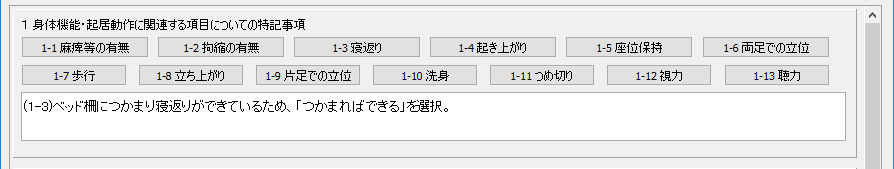 1 身体機能・起居動作に関連する項目についての特記事項
1-1 麻痺等の有無 1-2 拘縮の有無 1-3 寝返り 1-4 起き上がり 1-5 座位保持 1-6 両足での立位
1-7 歩行 1-8 立ち上がり 1-9 片足での立位 1-10 洗身 1-11 つめ切り 1-12 視力 1-13 聴力
(1-3)ベッド柵につかまり寝返りができているため、「つかまればできる」を選択。